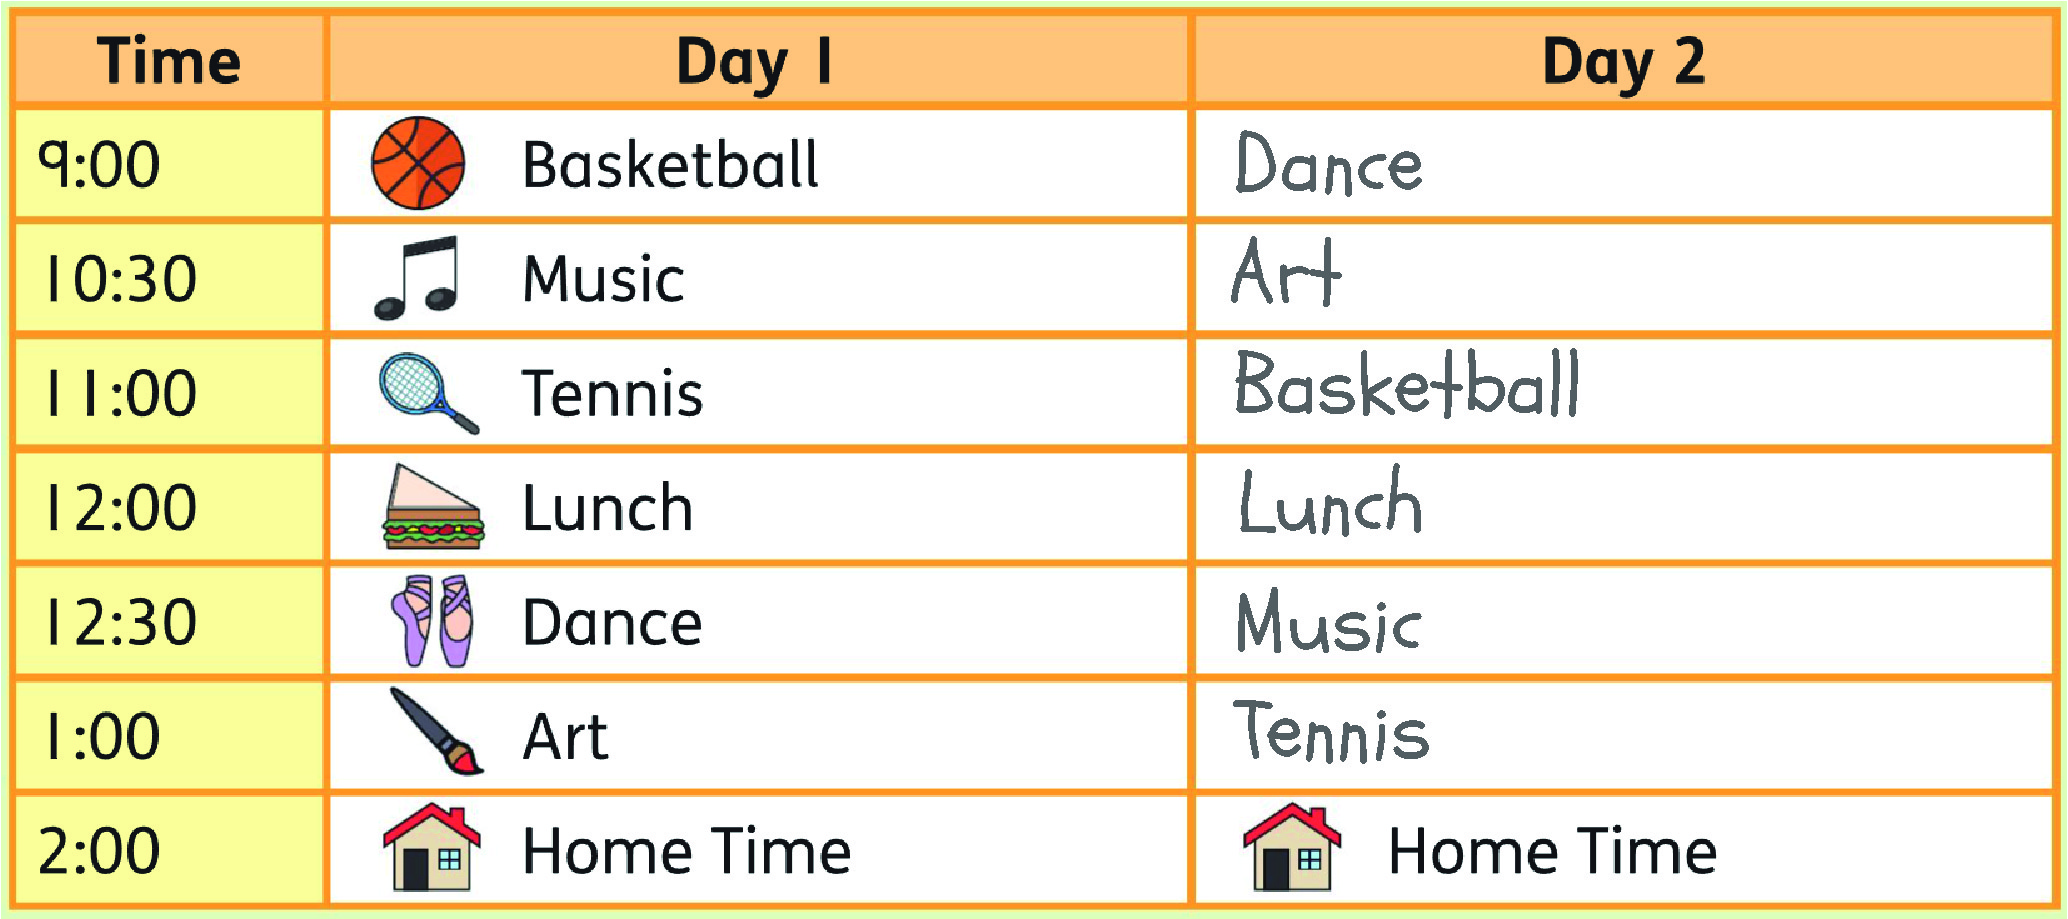 Time Day 1 Day 2
9:00 Basketball Dance
10:30 Music Art
11:00 Tennis Basketball
12:00 Lunch Lunch
12:30 Dance Music
1:00 Art Tennis
2:00 Home Time Home Time